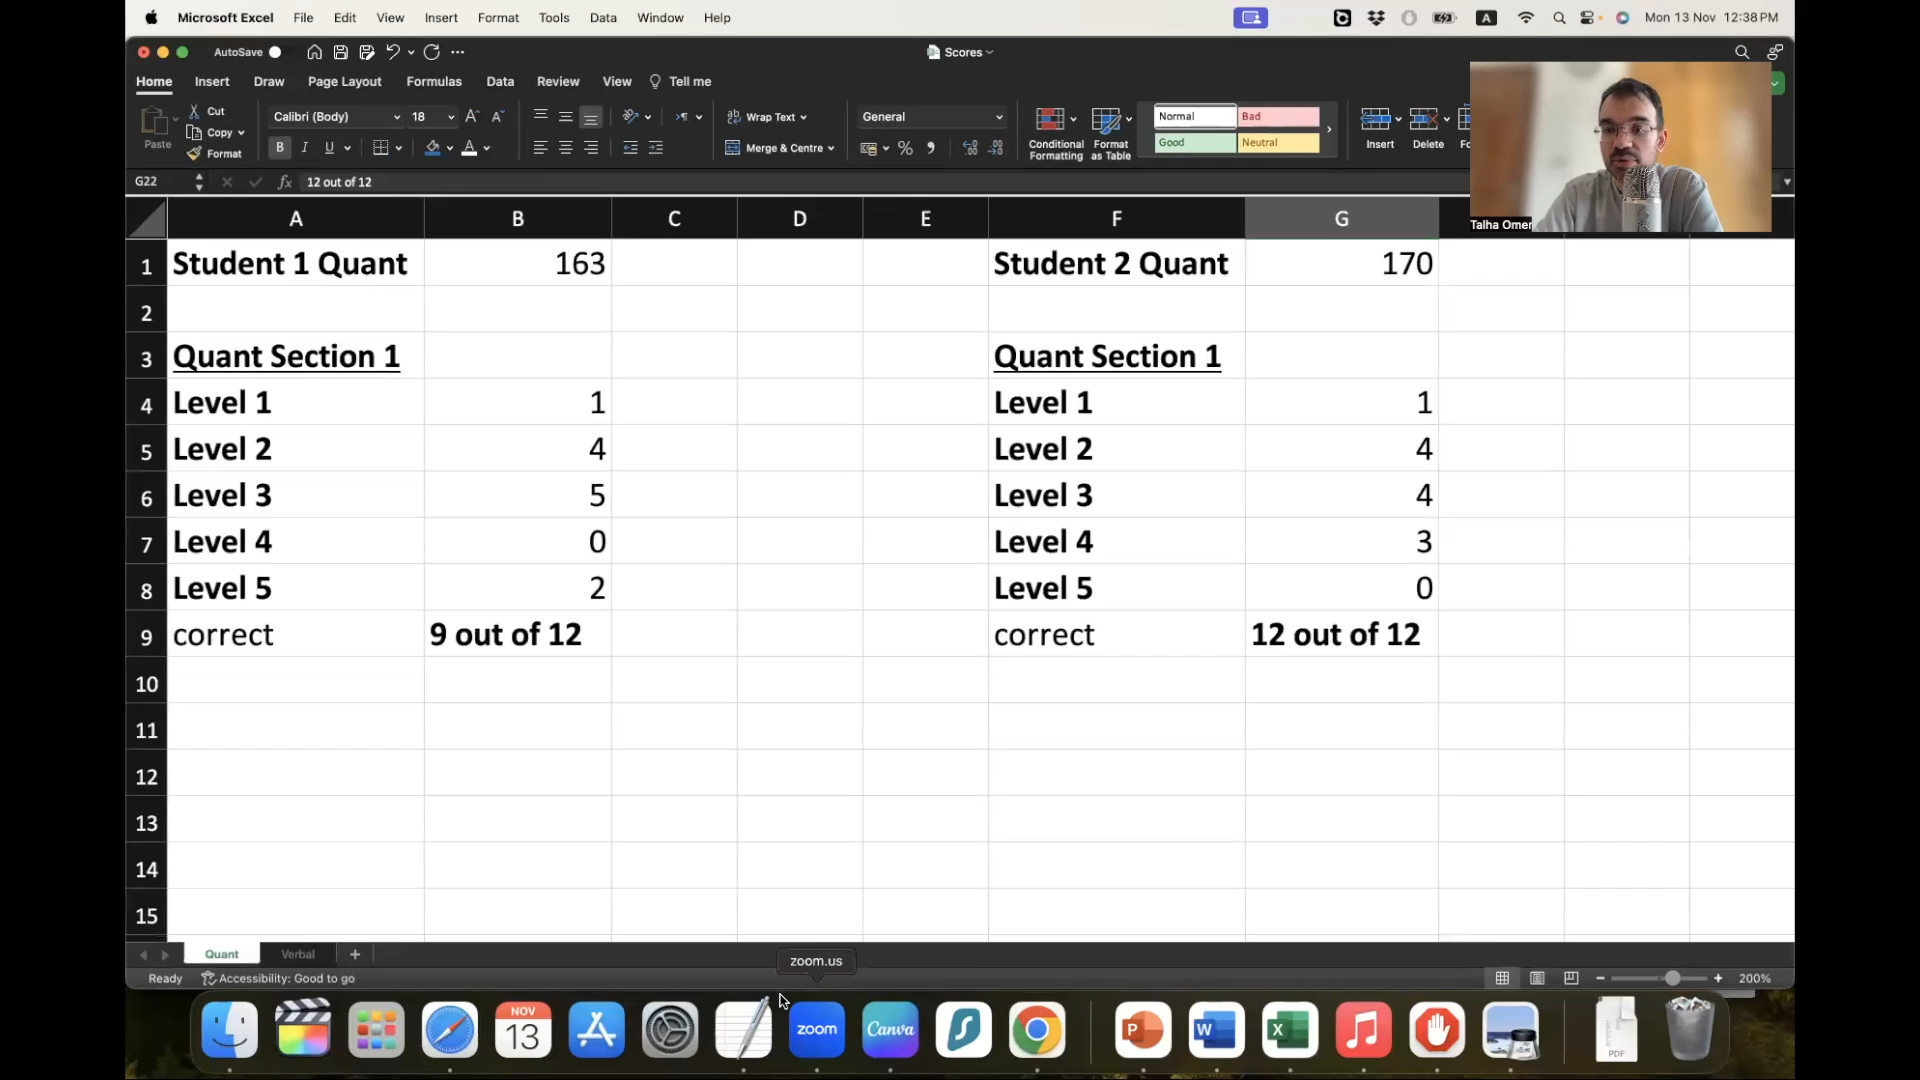 Microsoft Excel File Edit View Insert Format Tools Data Window Help A Mon 13 Nov 12:38 PM
AutoSave Scores
Home Insert Draw Page Layout Formulas Data Review View Tell me
Paste Cut Copy Format
Calibri (Body) 18 A A
B I U A
Wrap Text
Merge & Centre
General
% 9
Conditional Formatting
Format as Table
Normal Bad
Good Neutral
Insert Delete
Talha Omer
G22 fx 12 out of 12
A B C D E F G
1 Student 1 Quant 163 Student 2 Quant 170
2
3 Quant Section 1 Quant Section 1
4 Level 1 1 Level 1 1
5 Level 2 4 Level 2 4
6 Level 3 5 Level 3 4
7 Level 4 0 Level 4 3
8 Level 5 2 Level 5 0
9 correct 9 out of 12 correct 12 out of 12
10
11
12
13
14
15
Quant Verbal +
zoom.us
Ready Accessibility: Good to go 200%
NOV
13
zoom
Canva
P
W
X
PDF